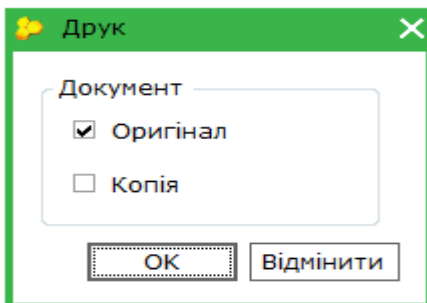 Друк
Документ
Оригінал
Копія
OK Відмінити